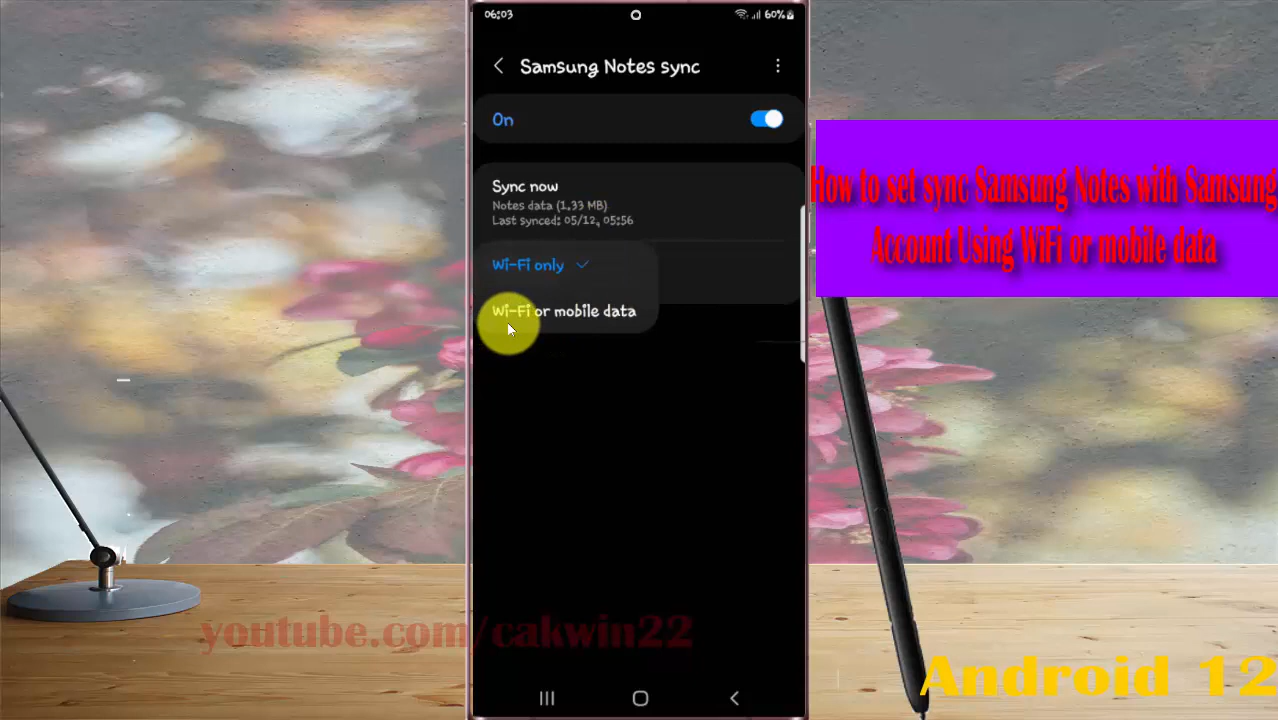 06:03
60%
Samsung Notes sync
On
Sync now
Notes data (1.33 MB)
Last synced: 05/12, 05:56
Wi-Fi only
Wi-Fi or mobile data
How to set sync Samsung Notes with Samsung
Account Using WiFi or mobile data
youtube.com/cakwin22
Android 12